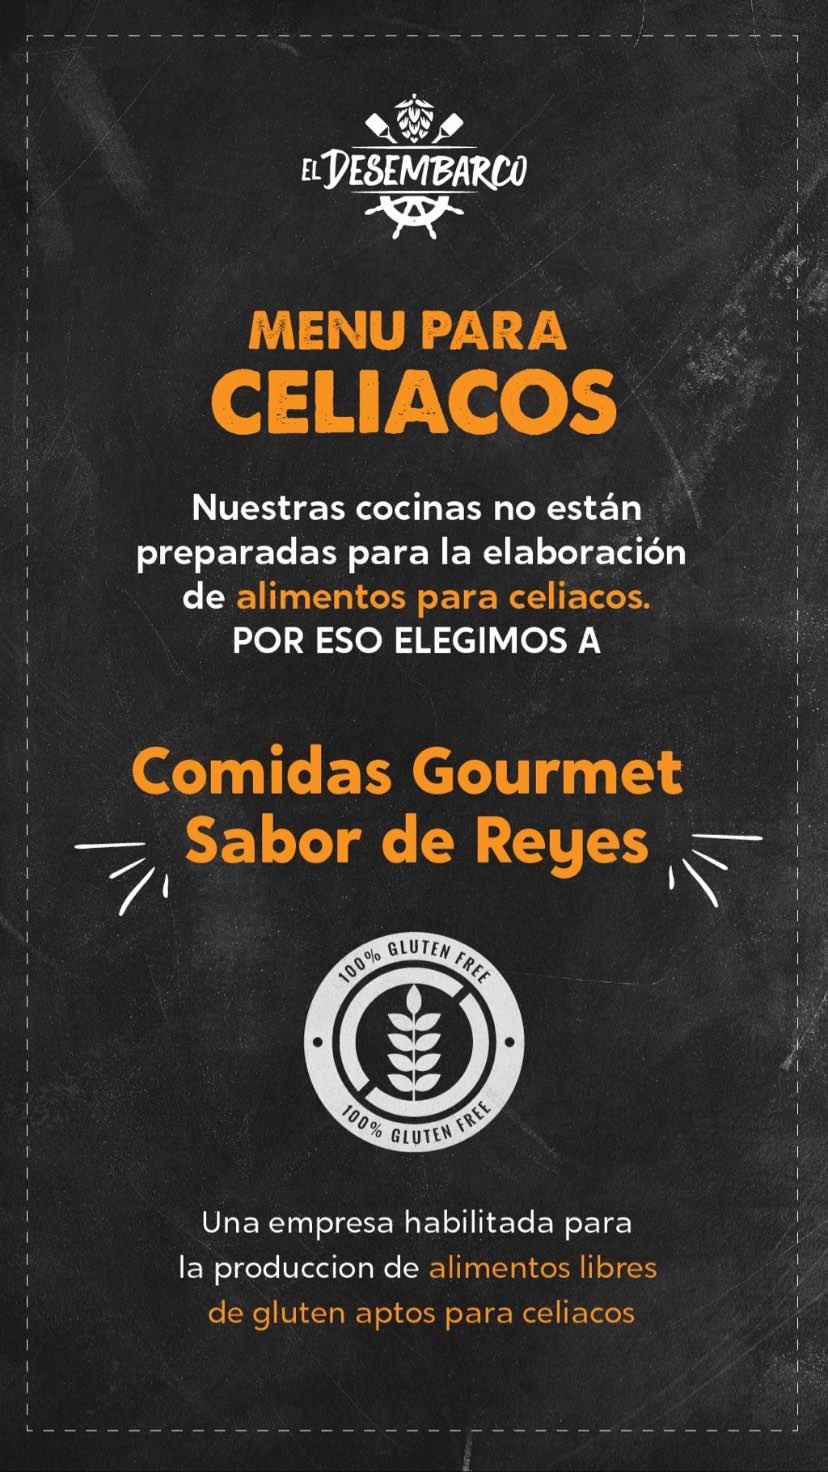 EL DESEMBARCO
MENU PARA
CELIACOS
Nuestras cocinas no están
preparadas para la elaboración
de alimentos para celiacos.
POR ESO ELEGIMOS A
Comidas Gourmet
Sabor de Reyes
100% GLUTEN FREE
100% GLUTEN FREE
Una empresa habilitada para
la produccion de alimentos libres
de gluten aptos para celiacos